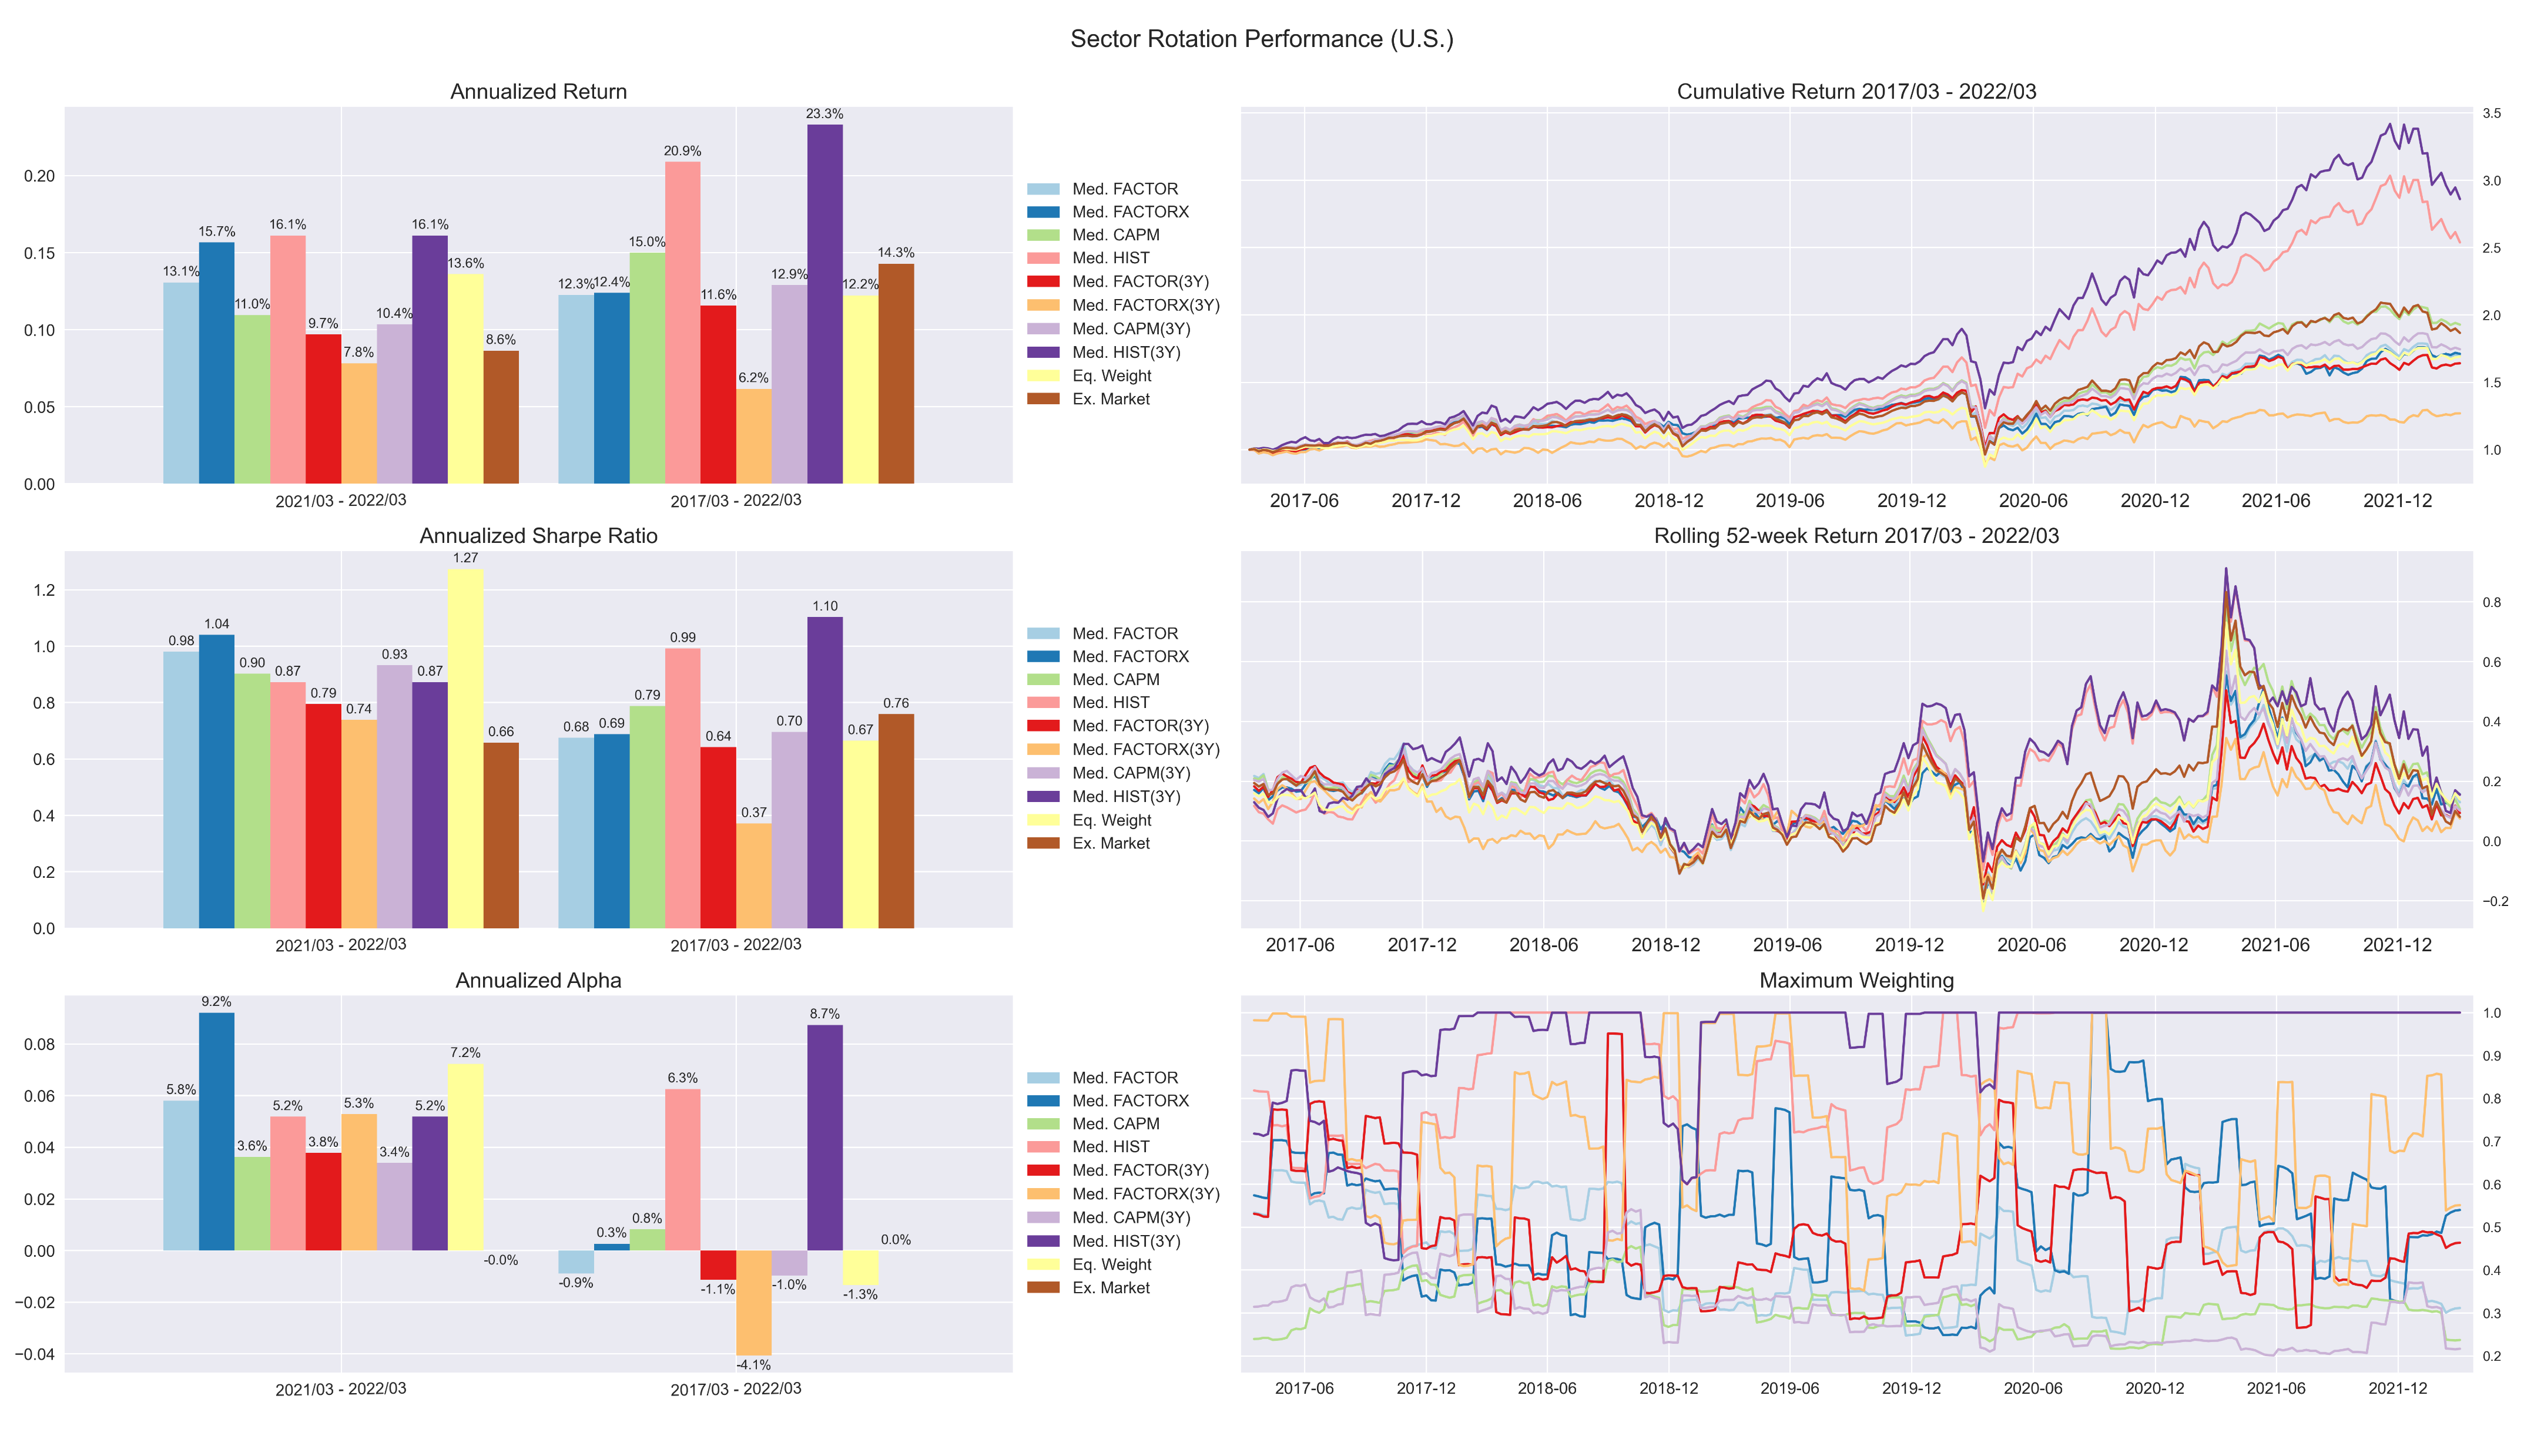 Sector Rotation Performance (U.S.)
Annualized Return
23.3%
20.9%
15.7%
16.1%
16.1%
15.0%
14.3%
13.1%
13.6%
12.3%
12.4%
12.9%
12.2%
11.0%
11.6%
9.7%
10.4%
8.6%
7.8%
6.2%
0.20
0.15
0.10
0.05
0.00
2021/03 - 2022/03
2017/03 - 2022/03
Med. FACTOR
Med. FACTORX
Med. CAPM
Med. HIST
Med. FACTOR(3Y)
Med. FACTORX(3Y)
Med. CAPM(3Y)
Med. HIST(3Y)
Eq. Weight
Ex. Market
Cumulative Return 2017/03 - 2022/03
3.5
3.0
2.5
2.0
1.5
1.0
2017-06 2017-12 2018-06 2018-12 2019-06 2019-12 2020-06 2020-12 2021-06 2021-12
Annualized Sharpe Ratio
1.27
1.10
1.04
0.98
0.99
0.90
0.87
0.93
0.87
0.79
0.74
0.79
0.76
0.66
0.68
0.69
0.64
0.70
0.67
0.37
1.2
1.0
0.8
0.6
0.4
0.2
0.0
2021/03 - 2022/03
2017/03 - 2022/03
Med. FACTOR
Med. FACTORX
Med. CAPM
Med. HIST
Med. FACTOR(3Y)
Med. FACTORX(3Y)
Med. CAPM(3Y)
Med. HIST(3Y)
Eq. Weight
Ex. Market
Rolling 52-week Return 2017/03 - 2022/03
0.8
0.6
0.4
0.2
0.0
−0.2
2017-06 2017-12 2018-06 2018-12 2019-06 2019-12 2020-06 2020-12 2021-06 2021-12
Annualized Alpha
9.2%
8.7%
7.2%
6.3%
5.8%
5.2%
5.3%
5.2%
3.6%
3.8%
3.4%
-0.0%
0.3%
0.8%
0.0%
-0.9%
-1.1%
-1.0%
-1.3%
-4.1%
0.08
0.06
0.04
0.02
0.00
−0.02
−0.04
2021/03 - 2022/03
2017/03 - 2022/03
Med. FACTOR
Med. FACTORX
Med. CAPM
Med. HIST
Med. FACTOR(3Y)
Med. FACTORX(3Y)
Med. CAPM(3Y)
Med. HIST(3Y)
Eq. Weight
Ex. Market
Maximum Weighting
1.0
0.9
0.8
0.7
0.6
0.5
0.4
0.3
0.2
2017-06 2017-12 2018-06 2018-12 2019-06 2019-12 2020-06 2020-12 2021-06 2021-12